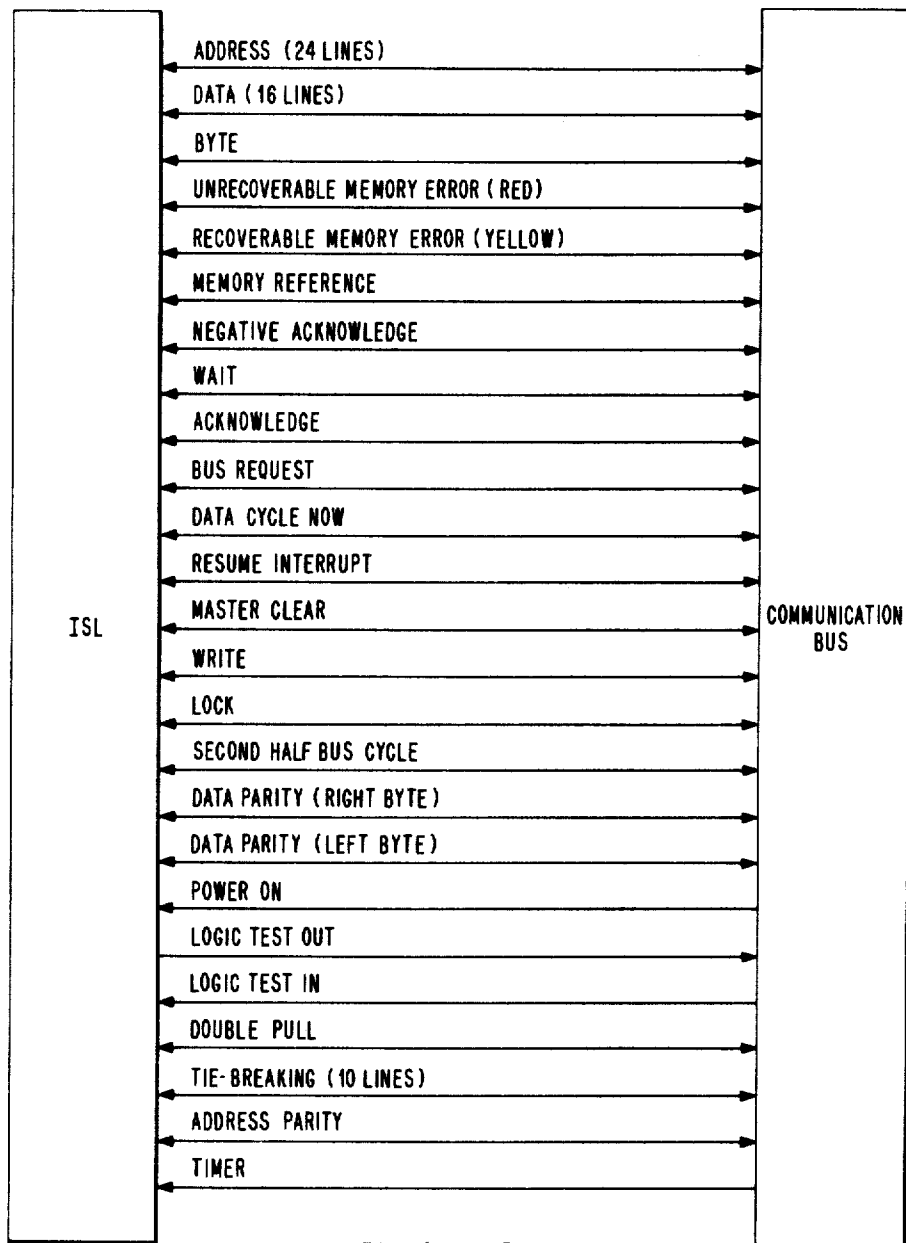 ADDRESS (24 LINES)
DATA (16 LINES)
BYTE
UNRECOVERABLE MEMORY ERROR (RED)
RECOVERABLE MEMORY ERROR (YELLOW)
MEMORY REFERENCE
NEGATIVE ACKNOWLEDGE
WAIT
ACKNOWLEDGE
BUS REQUEST
DATA CYCLE NOW
RESUME INTERRUPT
MASTER CLEAR
ISL
COMMUNICATION
BUS
WRITE
LOCK
SECOND HALF BUS CYCLE
DATA PARITY (RIGHT BYTE)
DATA PARITY (LEFT BYTE)
POWER ON
LOGIC TEST OUT
LOGIC TEST IN
DOUBLE PULL
TIE-BREAKING (10 LINES)
ADDRESS PARITY
TIMER